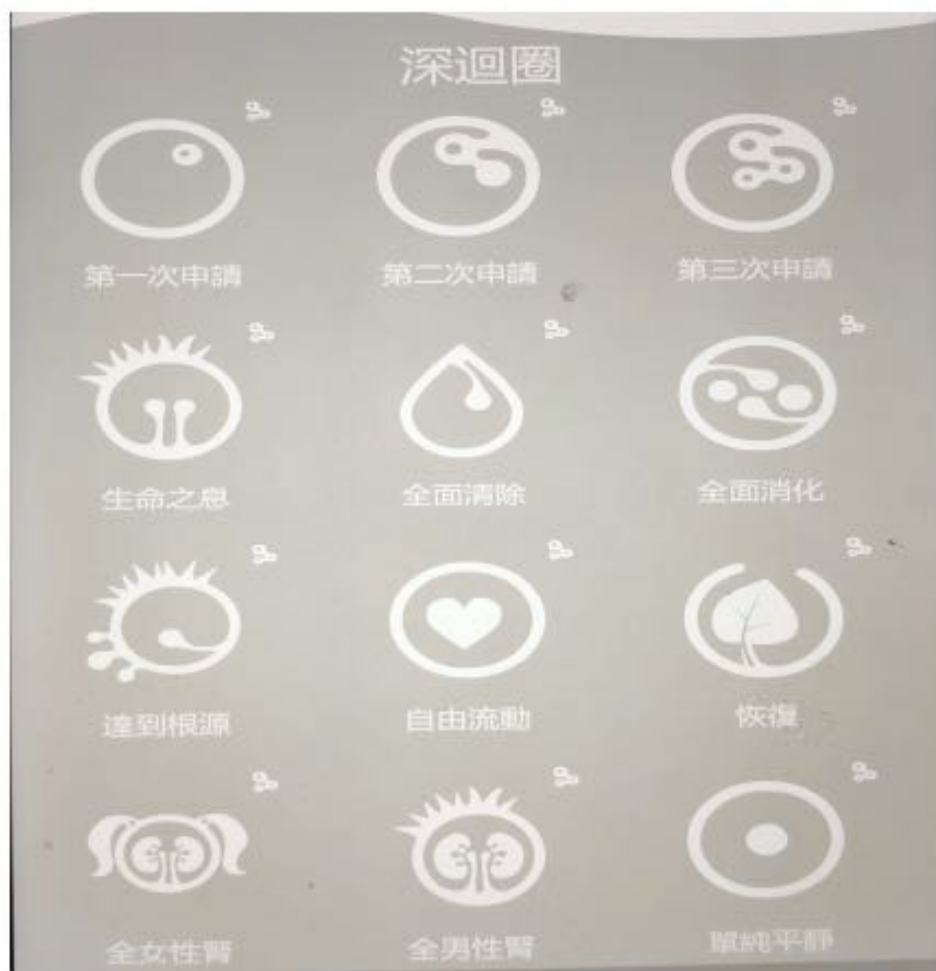 深迴圈
第一次申請
第二次申請
第三次申請
生命之息
全面清除
全面消化
達到根源
自由流動
恢復
全女性腎
全男性腎
單純平靜